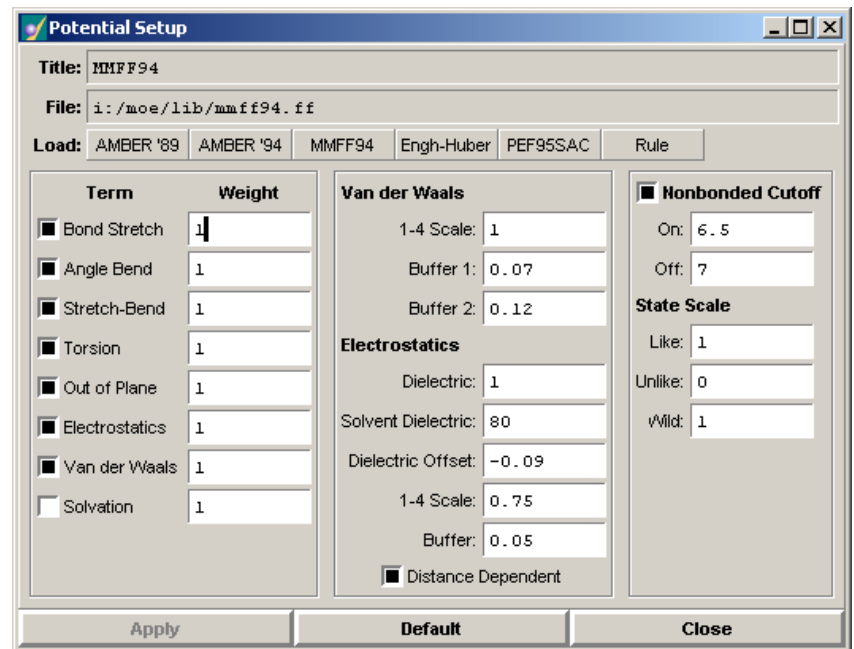 Potential Setup
Title: MMFF94
File: i:/moe/lib/mmff94.ff
Load: AMBER '89 AMBER '94 MMFF94 Engh-Huber PEF95SAC Rule
Term Weight
Bond Stretch 1
Angle Bend 1
Stretch-Bend 1
Torsion 1
Out of Plane 1
Electrostatics 1
Van der Waals 1
Solvation 1
Van der Waals
1-4 Scale: 1
Buffer 1: 0.07
Buffer 2: 0.12
Electrostatics
Dielectric: 1
Solvent Dielectric: 80
Dielectric Offset: -0.09
1-4 Scale: 0.75
Buffer: 0.05
Distance Dependent
Nonbonded Cutoff
On: 6.5
Off: 7
State Scale
Like: 1
Unlike: 0
Wild: 1
Apply Default Close